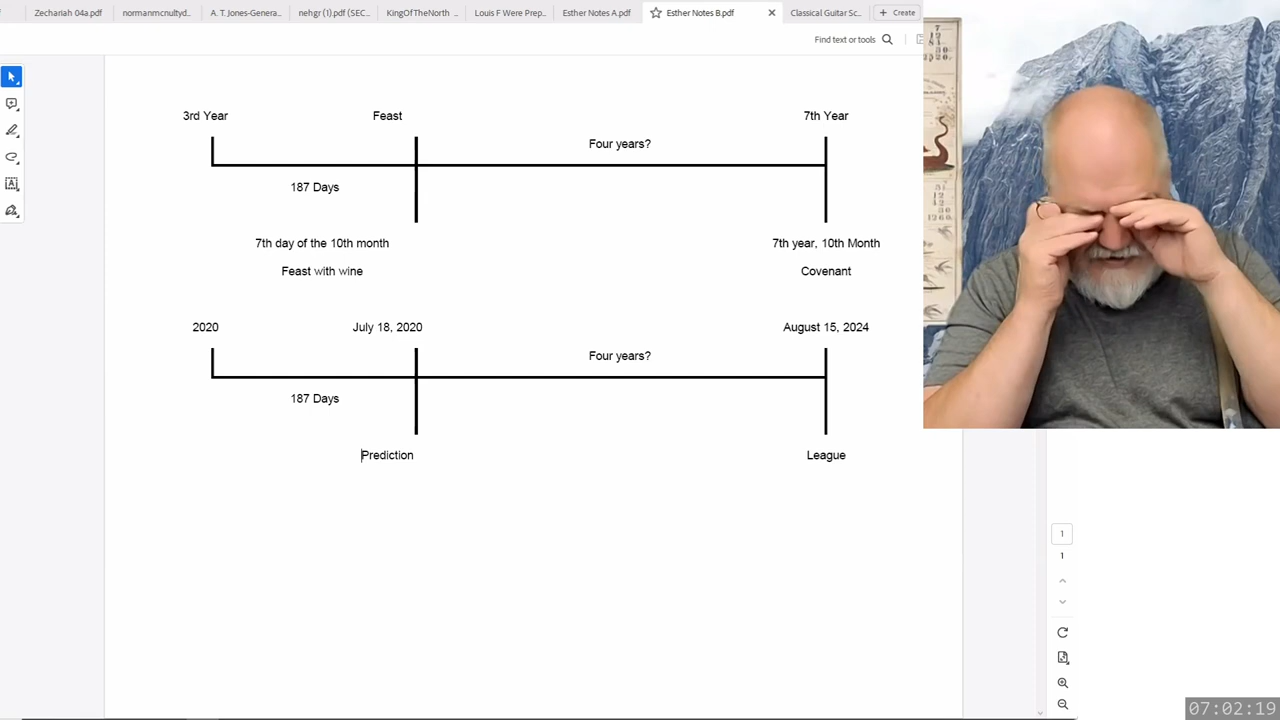 Zechariah 04a.pdf
normanmcnultyd..
A. T. Jones-Genera..
nehgr (1).pdf (SEC..
KingOfTheNorth ..
Louis F Were Prep..
Esther Notes A.pdf
Esther Notes B.pdf
Classical Guitar Sc..
+ Create
Find text or tools
3rd Year Feast 7th Year
Four years?
187 Days
7th day of the 10th month 7th year, 10th Month
Feast with wine Covenant
2020 July 18, 2020 August 15, 2024
Four years?
187 Days
Prediction League
1
1
07:02:19